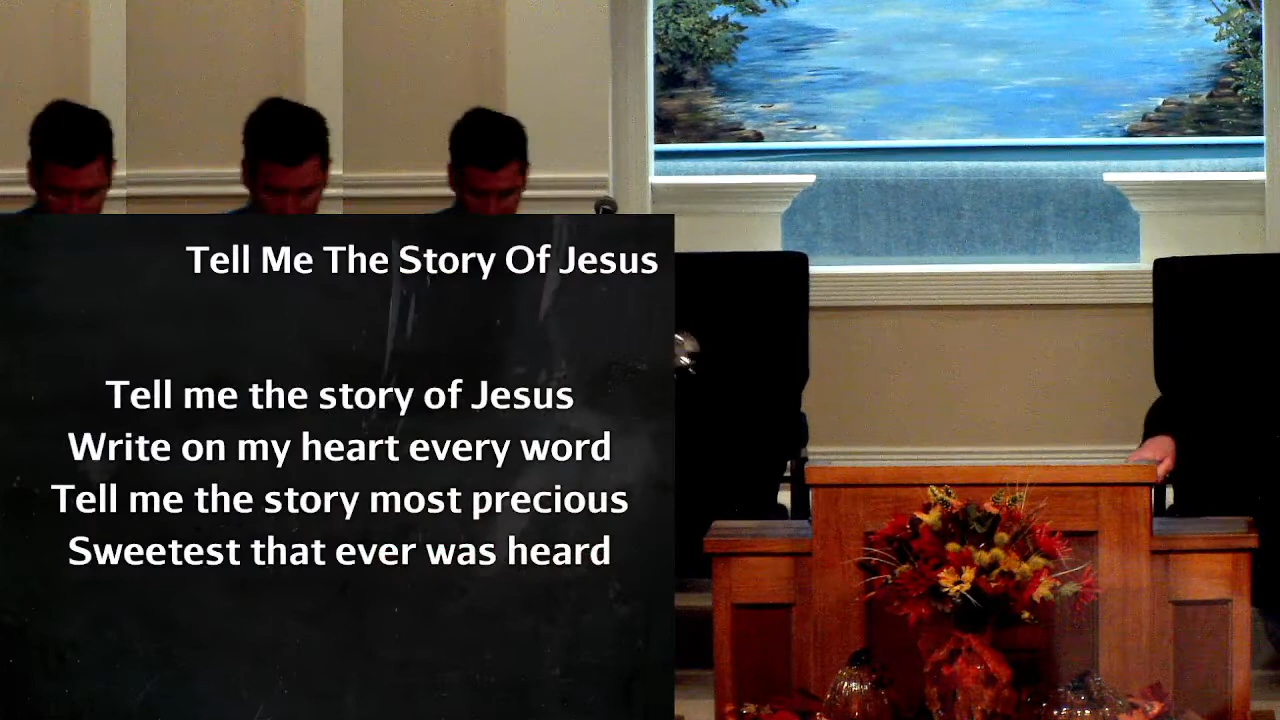 Tell Me The Story Of Jesus
Tell me the story of Jesus
Write on my heart every word
Tell me the story most precious
Sweetest that ever was heard